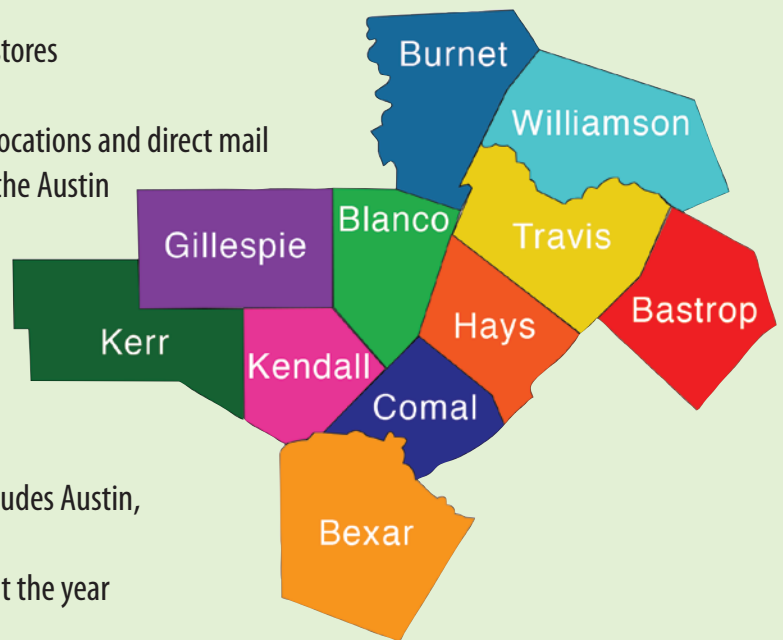 tores
Burnet
ocations and direct mail
Williamson
the Austin
Blanco
Gillespie
Travis
Bastrop
Hays
Kerr
Kendall
Comal
udes Austin,
Bexar
t the year